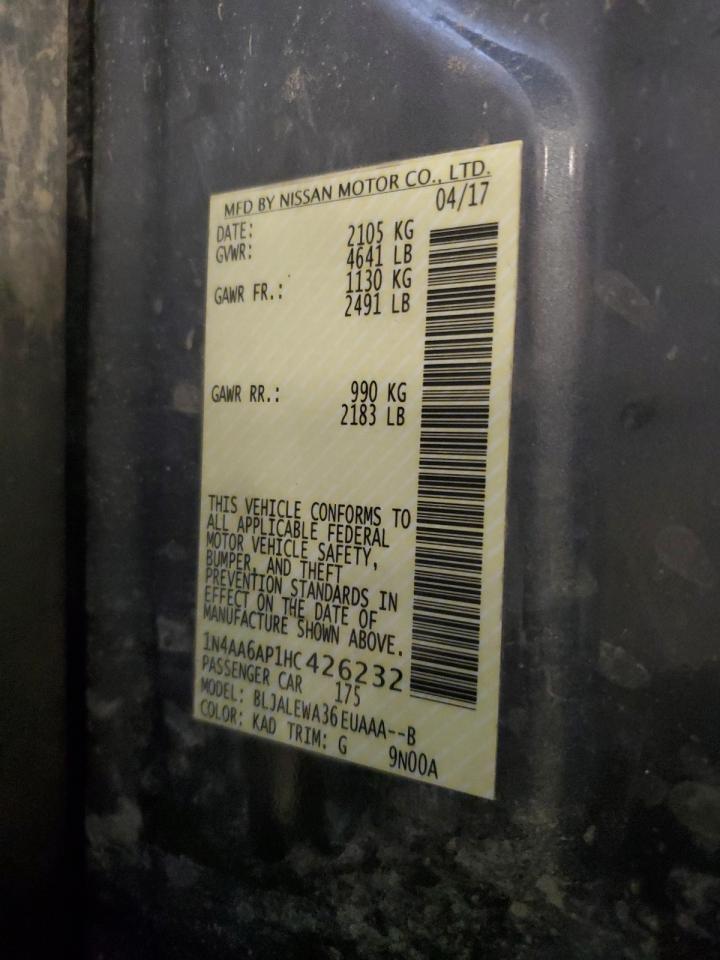 MFD BY NISSAN MOTOR CO., LTD.
DATE: 04/17
GVWR: 2105 KG
4641 LB
GAWR FR.: 1130 KG
2491 LB
GAWR RR.: 990 KG
2183 LB
THIS VEHICLE CONFORMS TO
ALL APPLICABLE FEDERAL
MOTOR VEHICLE SAFETY,
BUMPER, AND THEFT
PREVENTION STANDARDS IN
EFFECT ON THE DATE OF
MANUFACTURE SHOWN ABOVE.
1N4AA6AP1HC426232
PASSENGER CAR 175
MODEL: BLJALEWA36EUAAA--B
COLOR: KAD TRIM: G 9N00A